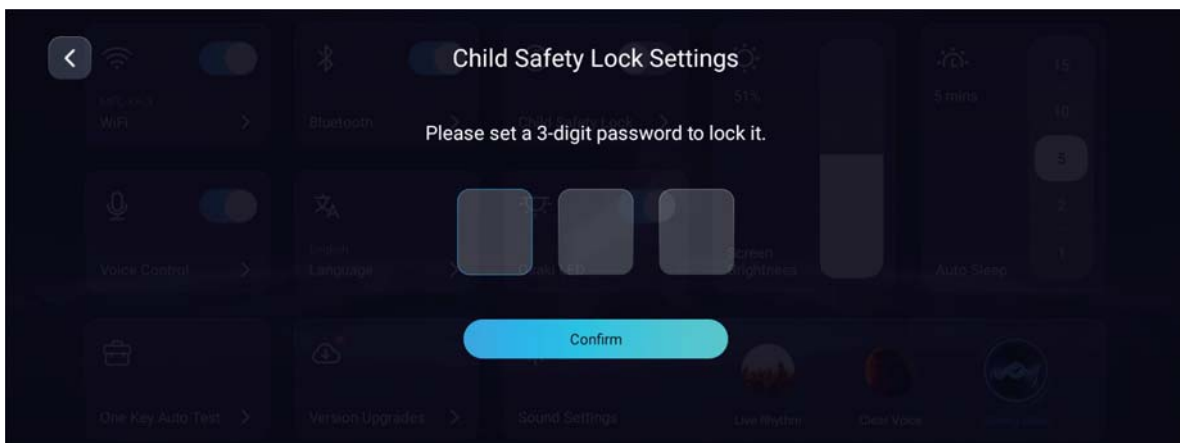 Child Safety Lock Settings
51%
5 mins
15
10
WiFi
Bluetooth
Child Safety Lock
Please set a 3-digit password to lock it.
5
2
1
English
Voice Control
Language
Screen
Brightness
Auto Sleep
Confirm
One Key Auto Test
Version Upgrades
Sound Settings
Live Rhythm
Clear Voice